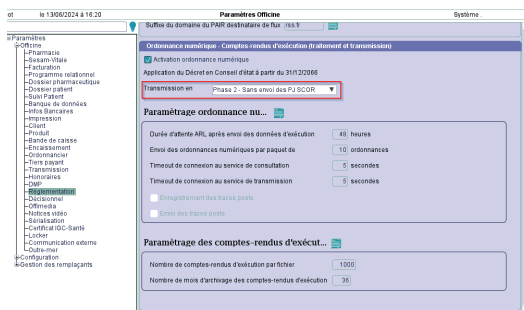 ot le 13/06/2024 à 16:20 Paramètres Officine Système .
Suffixe du domaine du PAIR destinataire de flux rss.fr
Paramètres
Officine
Pharmacie
Sesam-Vitale
Facturation
Programme relationnel
Dossier pharmaceutique
Dossier patient
Suivi Patient
Banque de données
Infos Bancaires
Impression
Client
Produit
Bande de caisse
Encaissement
Ordonnancier
Tiers payant
Transmission
Honoraires
DMP
Réglementation
Décisionnel
Offimedia
Notices vidéo
Sérialisation
Certificat IGC-Santé
Locker
Communication externe
Outre-mer
Configuration
Gestion des remplaçants
Ordonnance numérique - Comptes-rendus d'exécution (traitement et transmission)
Activation ordonnance numérique
Application du Décret en Conseil d'état à partir du 31/12/2066
Transmission en Phase 2 - Sans envoi des PJ SCOR
Paramètrage ordonnance nu...
Durée d'attente ARL après envoi des données d'exécution 48 heures
Envoi des ordonnances numériques par paquet de 10 ordonnances
Timeout de connexion au service de consultation 5 secondes
Timeout de connexion au service de transmission 5 secondes
Enregistrement des traces poste
Envoi des traces poste
Paramètrage des comptes-rendus d'exécut...
Nombre de comptes-rendus d'exécution par fichier 1000
Nombre de mois d'archivage des comptes-rendus d'exécution 36